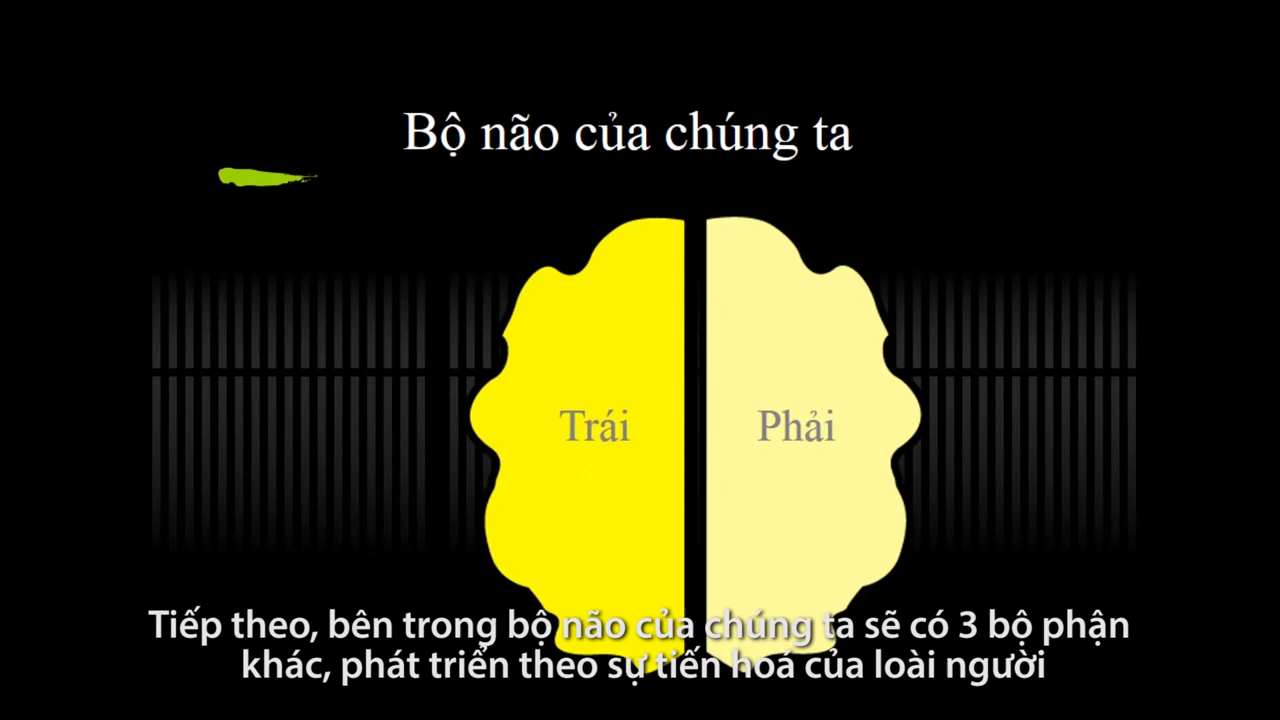 Bộ não của chúng ta
Trái
Phải
Tiếp theo, bên trong bộ não của chúng ta sẽ có 3 bộ phận
khác, phát triển theo sự tiến hoá của loài người